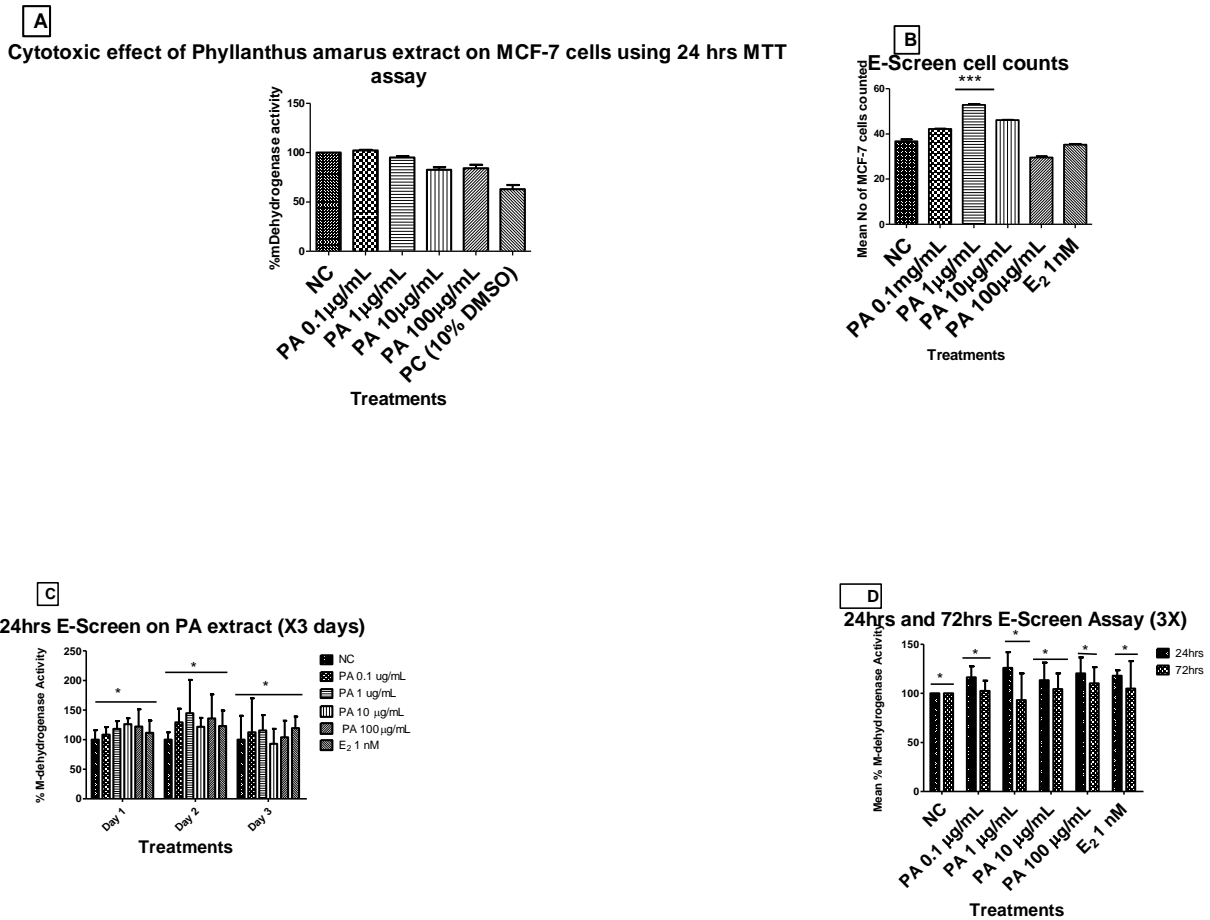 A
Cytotoxic effect of Phyllanthus amarus extract on MCF-7 cells using 24 hrs MTT
assay
%mDehydrogenase activity
150
100
50
0
NC
PA 0.1µg/mL
PA 1µg/mL
PA 10µg/mL
PA 100µg/mL
PC (10% DMSO)
Treatments
B
E-Screen cell counts
Mean No of MCF-7 cells counted
60
40
20
0
***
NC
PA 0.1mg/mL
PA 1µg/mL
PA 10µg/mL
PA 100µg/mL
E₂ 1nM
Treatments
C
24hrs E-Screen on PA extract (X3 days)
% M-dehydrogenase Activity
250
200
150
100
50
0
*
*
*
Day 1
Day 2
Day 3
Treatments
NC
PA 0.1 ug/mL
PA 1 ug/mL
PA 10 µg/mL
PA 100µg/mL
E₂ 1 nM
D
24hrs and 72hrs E-Screen Assay (3X)
Mean % M-dehydrogenase Activity
150
100
50
0
*
*
*
*
*
*
NC
PA 0.1 µg/mL
PA 1 µg/mL
PA 10 µg/mL
PA 100 µg/mL
E₂ 1 nM
Treatments
24hrs
72hrs